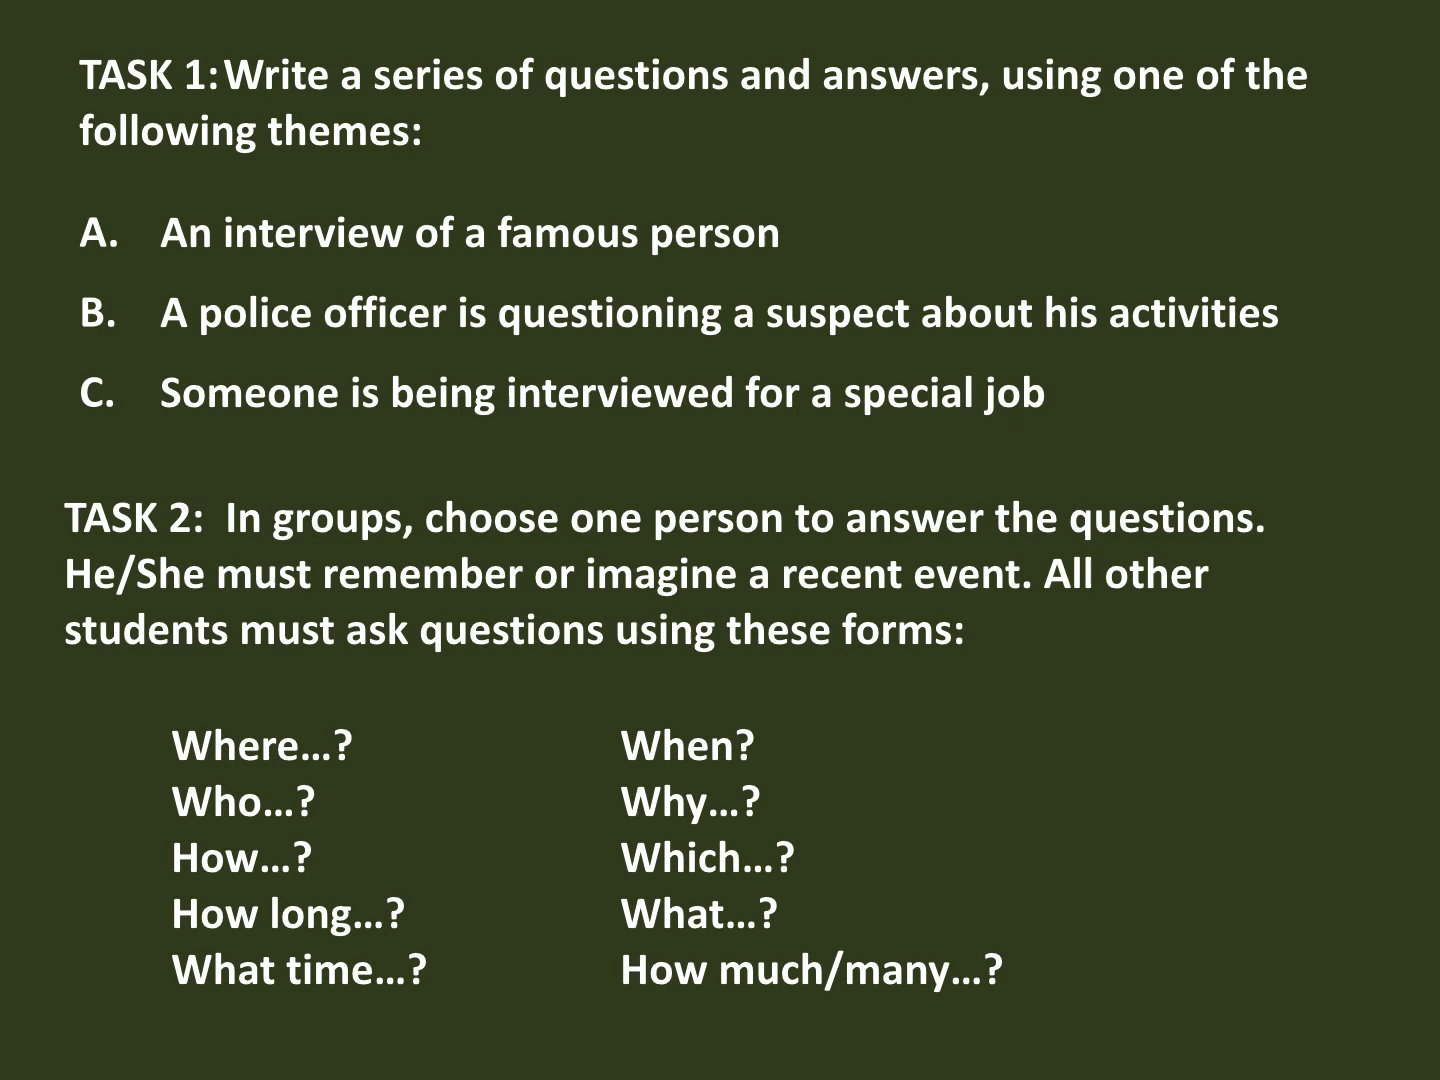 TASK 1: Write a series of questions and answers, using one of the
following themes:
A. An interview of a famous person
B. A police officer is questioning a suspect about his activities
C. Someone is being interviewed for a special job
TASK 2: In groups, choose one person to answer the questions.
He/She must remember or imagine a recent event. All other
students must ask questions using these forms:
Where…? When?
Who…? Why…?
How…? Which…?
How long…? What…?
What time…? How much/many…?